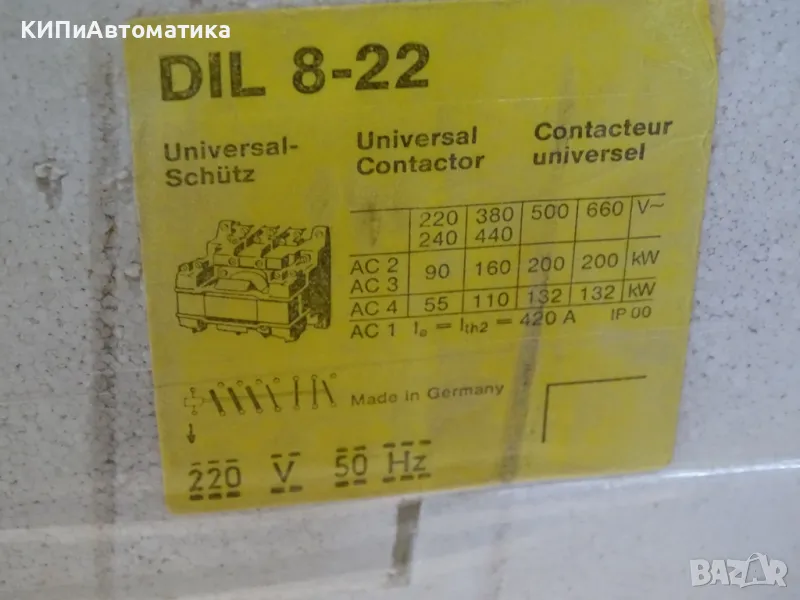 КИПиАвтоматика
DIL 8-22
Universal-
Schütz
Universal
Contactor
Contacteur
universel
220 380 500 660 V~
240 440
AC 2
AC 3 90 160 200 200 kW
AC 4 55 110 132 132 kW
AC 1 Ie = Ith2 = 420 A IP 00
Made in Germany
220 V 50 Hz
BAZAR